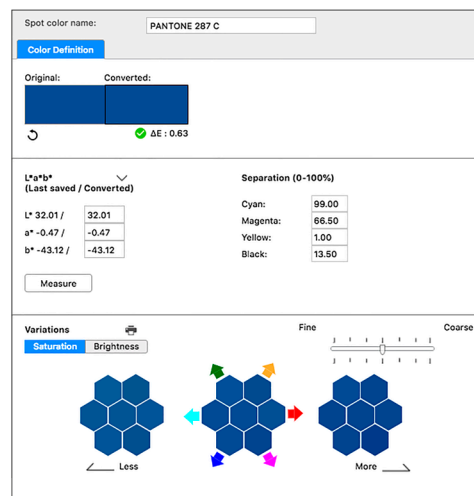 Spot color name: PANTONE 287 C
Color Definition
Original: Converted:
ΔE : 0.63
L*a*b*
(Last saved / Converted)
Separation (0-100%)
L* 32.01 / 32.01
a* -0.47 / -0.47
b* -43.12 / -43.12
Cyan: 99.00
Magenta: 66.50
Yellow: 1.00
Black: 13.50
Measure
Variations
Fine Coarse
Saturation Brightness
Less
More